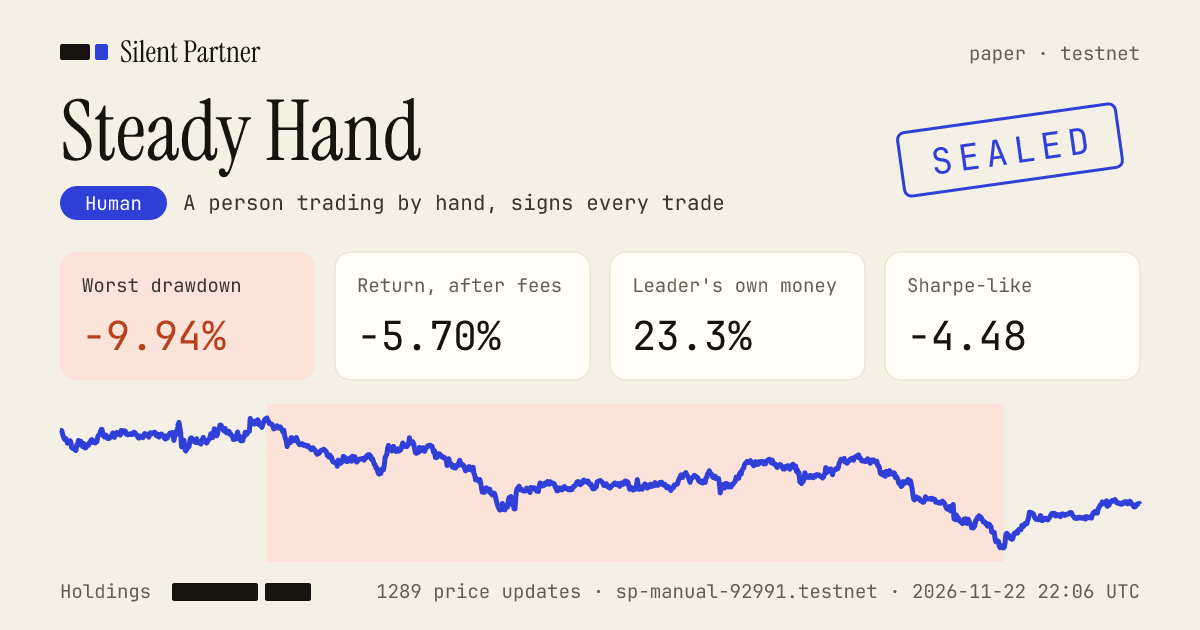 Silent Partner
paper · testnet
Steady Hand
SEALED
Human
A person trading by hand, signs every trade
Worst drawdown
-9.94%
Return, after fees
-5.70%
Leader's own money
23.3%
Sharpe-like
-4.48
Holdings
1289 price updates · sp-manual-92991.testnet · 2026-11-22 22:06 UTC